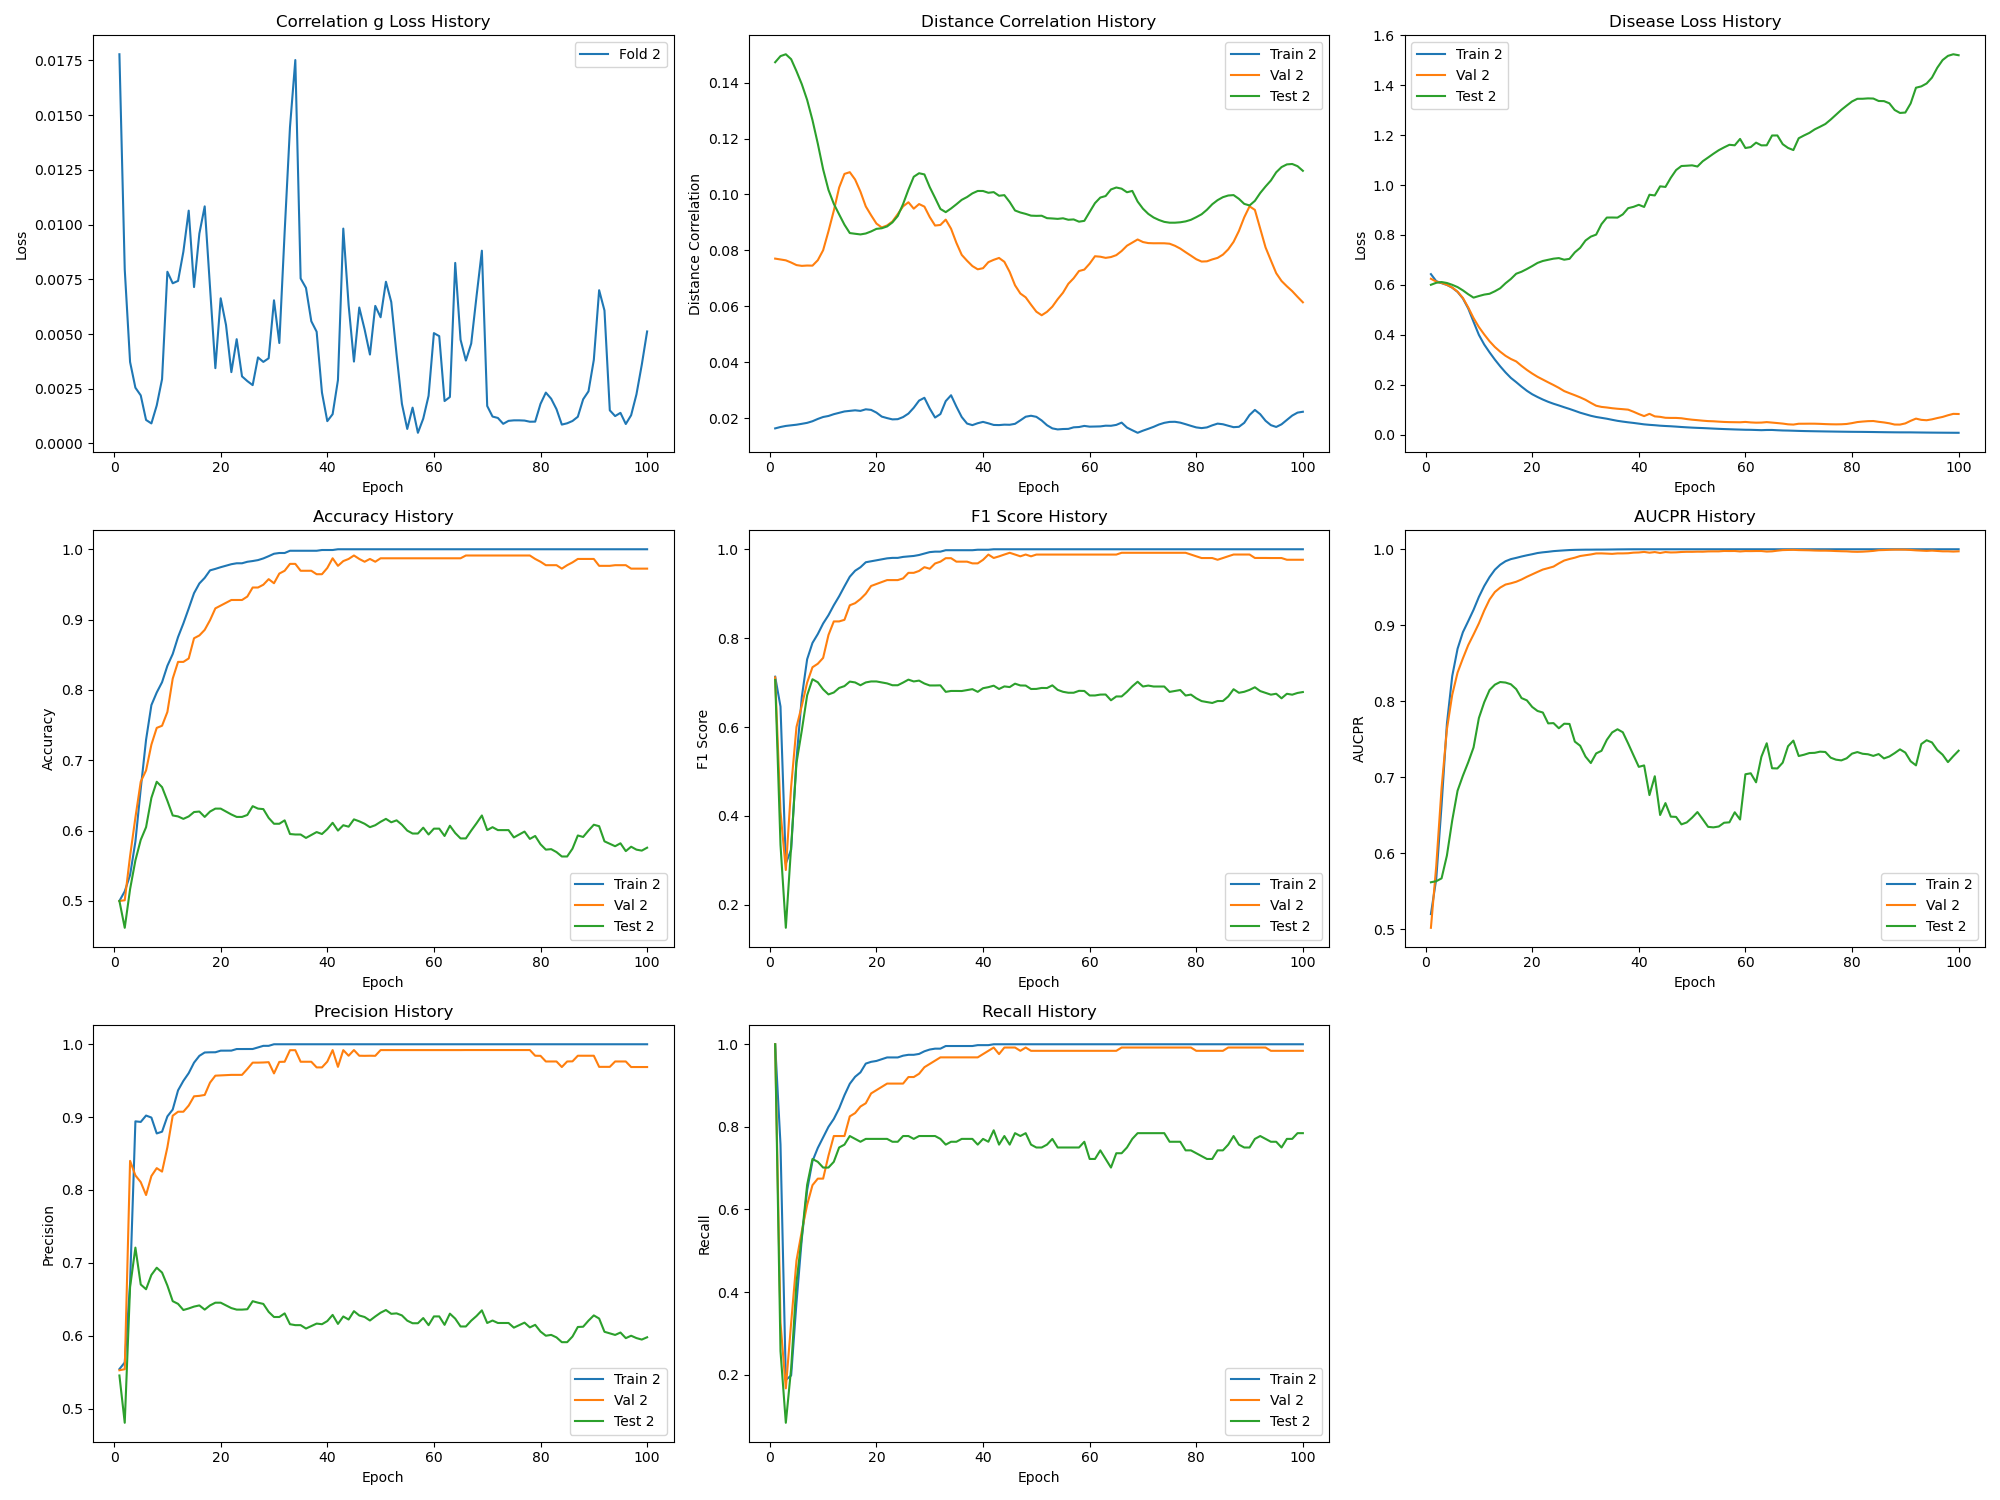 Correlation g Loss History
Fold 2
0.0175
0.0150
0.0125
0.0100
0.0075
0.0050
0.0025
0.0000
Loss
0 20 40 60 80 100
Epoch
Distance Correlation History
Train 2
Val 2
Test 2
0.14
0.12
0.10
0.08
0.06
0.04
0.02
Distance Correlation
0 20 40 60 80 100
Epoch
Disease Loss History
Train 2
Val 2
Test 2
1.6
1.4
1.2
1.0
0.8
0.6
0.4
0.2
0.0
Loss
0 20 40 60 80 100
Epoch
Accuracy History
1.0
0.9
0.8
0.7
0.6
0.5
Accuracy
Train 2
Val 2
Test 2
0 20 40 60 80 100
Epoch
F1 Score History
1.0
0.8
0.6
0.4
0.2
F1 Score
Train 2
Val 2
Test 2
0 20 40 60 80 100
Epoch
AUCPR History
1.0
0.9
0.8
0.7
0.6
0.5
AUCPR
Train 2
Val 2
Test 2
0 20 40 60 80 100
Epoch
Precision History
1.0
0.9
0.8
0.7
0.6
0.5
Precision
Train 2
Val 2
Test 2
0 20 40 60 80 100
Epoch
Recall History
1.0
0.8
0.6
0.4
0.2
Recall
Train 2
Val 2
Test 2
0 20 40 60 80 100
Epoch